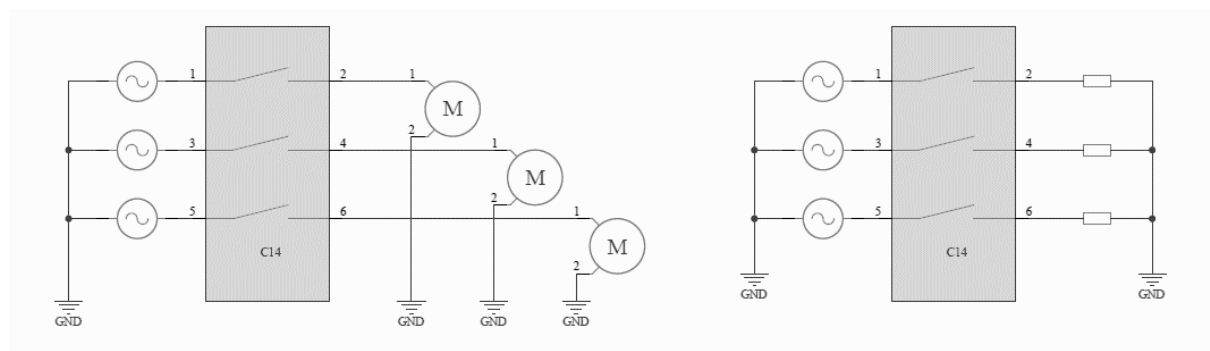 1 2 1 M
2
3 4 1 M
2
5 6 1 M
2
C14
GND GND GND GND
1 2
3 4
5 6
C14
GND GND